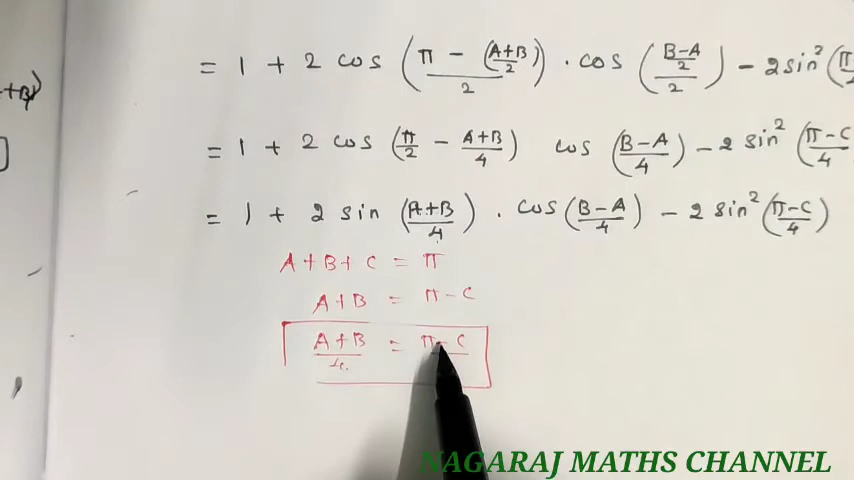 = 1 + 2 cos (π - (A+B/2) / 2) . cos (B-A/2 / 2) - 2 sin² (π
= 1 + 2 cos (π/2 - A+B/4) cos (B-A/4) - 2 sin² (π-C/4
= 1 + 2 sin (A+B/4) . cos (B-A/4) - 2 sin² (π-C/4)
A + B + C = π
A + B = π - C
A + B / 4 = π - C
NAGARAJ MATHS CHANNEL